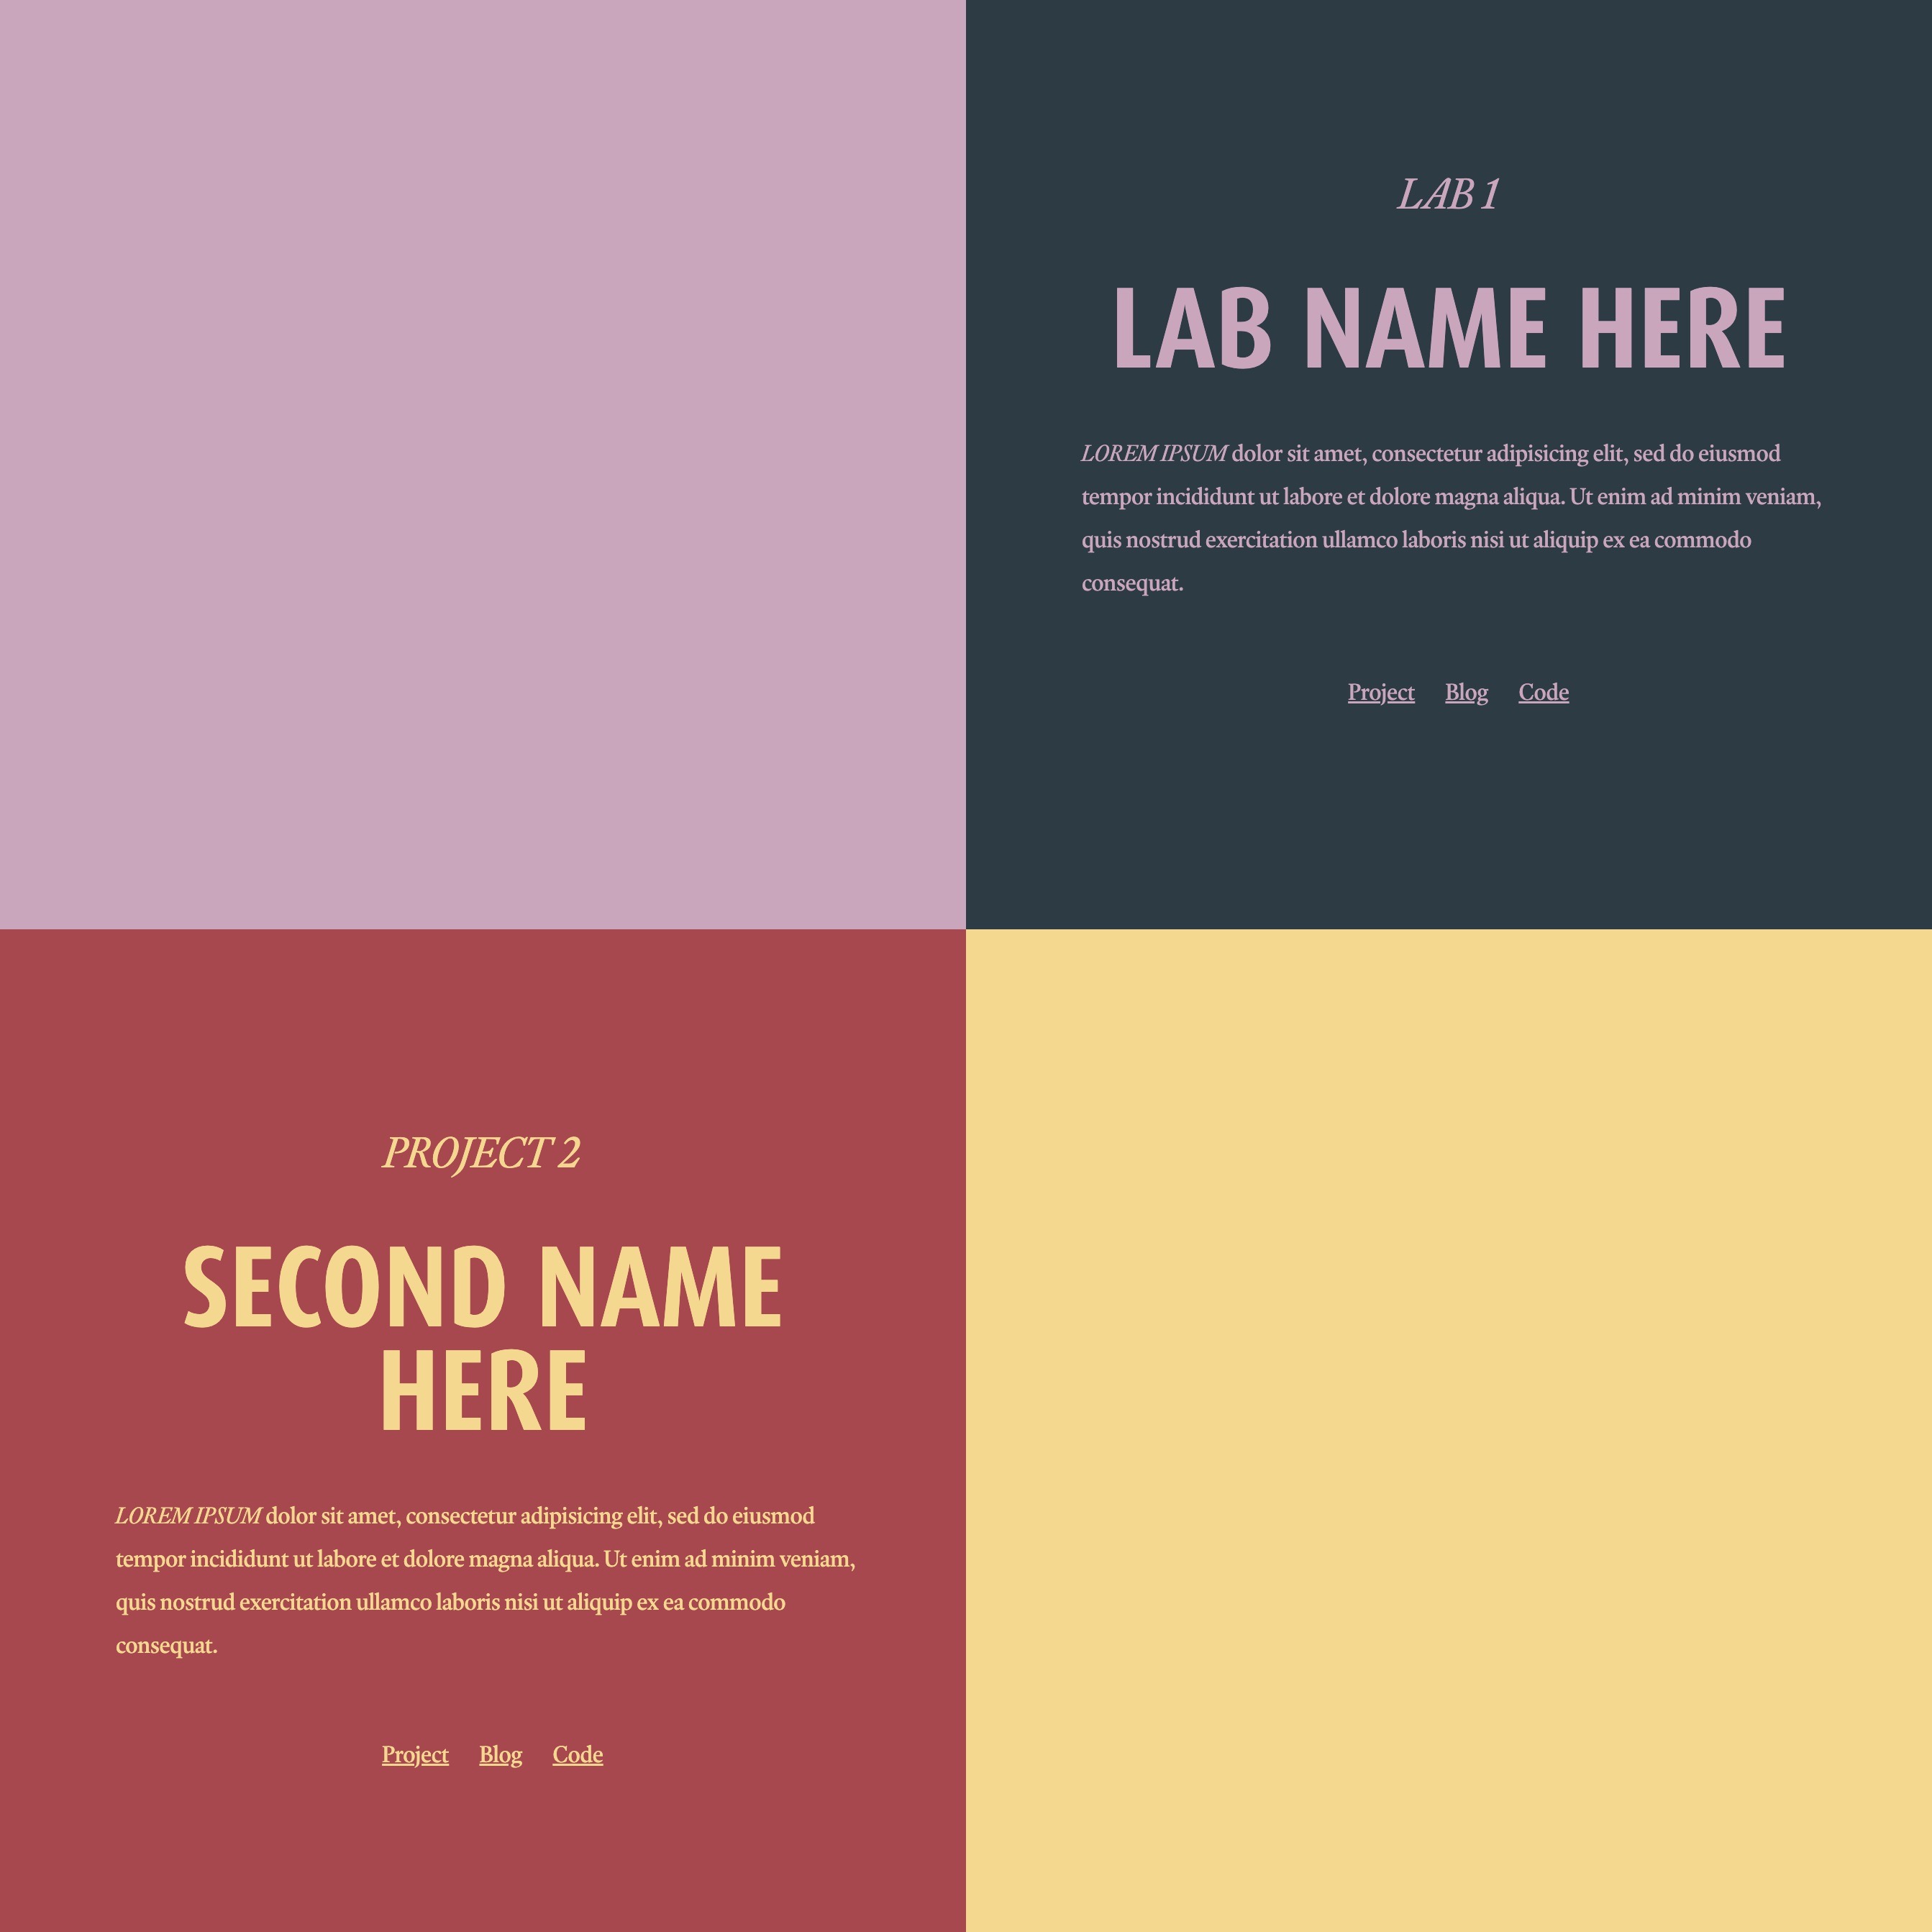 LAB 1
LAB NAME HERE
LOREM IPSUM dolor sit amet, consectetur adipisicing elit, sed do eiusmod
tempor incididunt ut labore et dolore magna aliqua. Ut enim ad minim veniam,
quis nostrud exercitation ullamco laboris nisi ut aliquip ex ea commodo
consequat.
Project Blog Code
PROJECT 2
SECOND NAME
HERE
LOREM IPSUM dolor sit amet, consectetur adipisicing elit, sed do eiusmod
tempor incididunt ut labore et dolore magna aliqua. Ut enim ad minim veniam,
quis nostrud exercitation ullamco laboris nisi ut aliquip ex ea commodo
consequat.
Project Blog Code